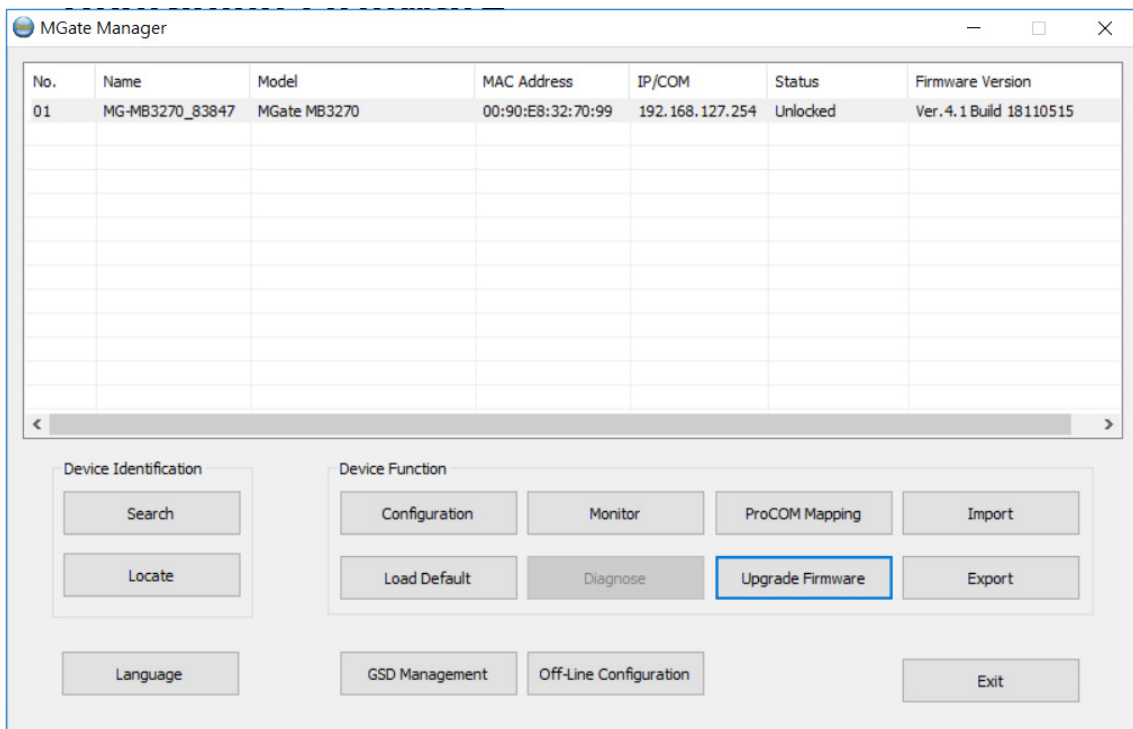 MGate Manager
No. Name Model MAC Address IP/COM Status Firmware Version
01 MG-MB3270_83847 MGate MB3270 00:90:E8:32:70:99 192.168.127.254 Unlocked Ver.4.1 Build 18110515
Device Identification Device Function
Search Configuration Monitor ProCOM Mapping Import
Locate Load Default Diagnose Upgrade Firmware Export
Language GSD Management Off-Line Configuration Exit